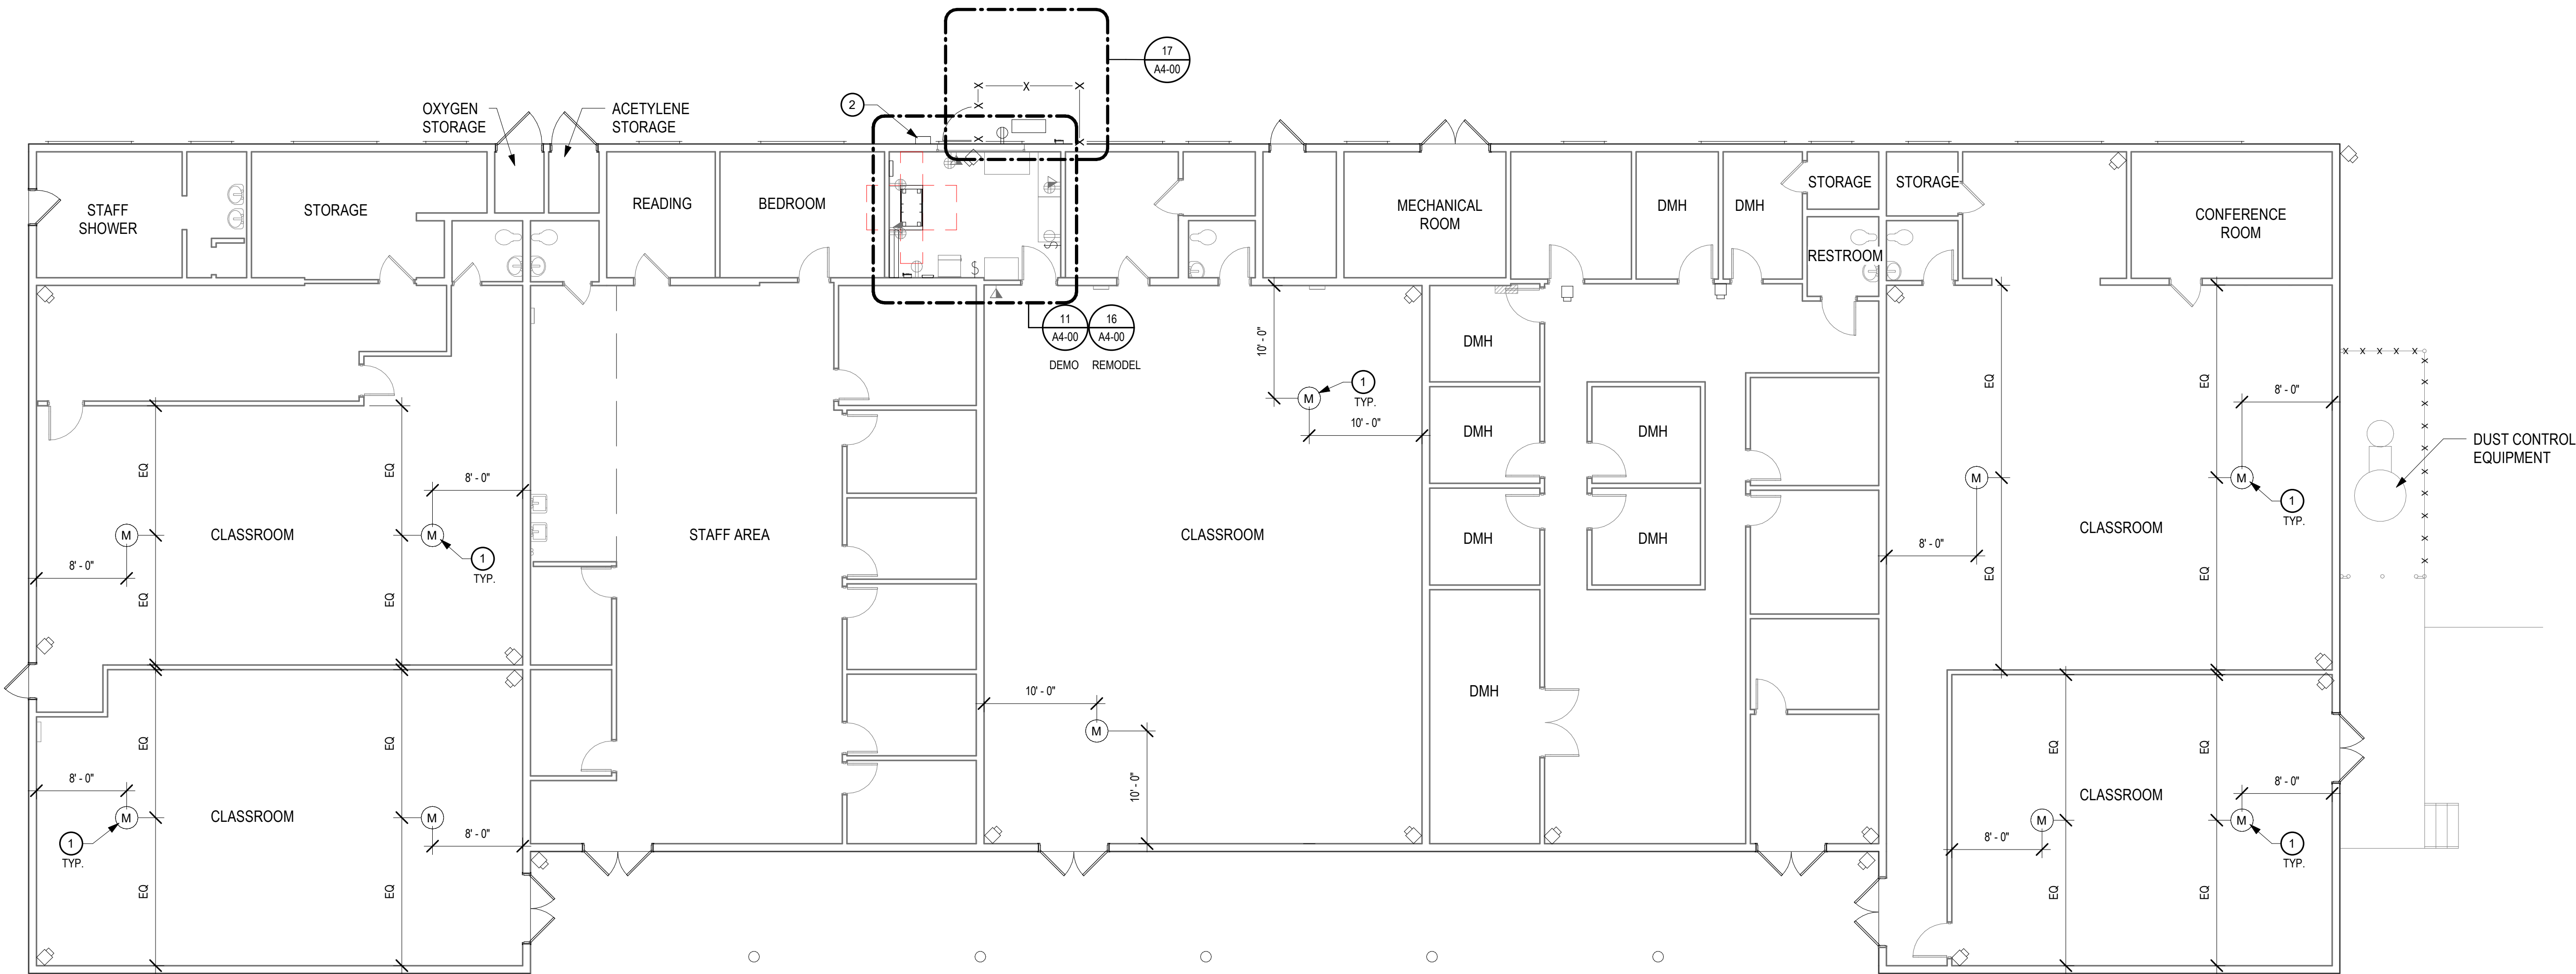 17
A4-00
2
OXYGEN
STORAGE
ACETYLENE
STORAGE
STAFF
SHOWER
STORAGE
READING
BEDROOM
MECHANICAL
ROOM
DMH
DMH
STORAGE
STORAGE
CONFERENCE
ROOM
RESTROOM
$
$
11
A4-00
16
A4-00
DEMO
REMODEL
10' - 0"
DMH
1
TYP.
M
10' - 0"
EQ
EQ
8' - 0"
X X X X X
DUST CONTROL
EQUIPMENT
EQ
EQ
8' - 0"
DMH
DMH
M
M
1
TYP.
M
CLASSROOM
M
1
TYP.
STAFF AREA
CLASSROOM
DMH
DMH
CLASSROOM
8' - 0"
8' - 0"
EQ
EQ
EQ
EQ
10' - 0"
DMH
M
EQ
EQ
EQ
EQ
8' - 0"
10' - 0"
8' - 0"
M
CLASSROOM
M
1
TYP.
8' - 0"
M
CLASSROOM
M
8' - 0"
1
TYP.
EQ
EQ
EQ
EQ